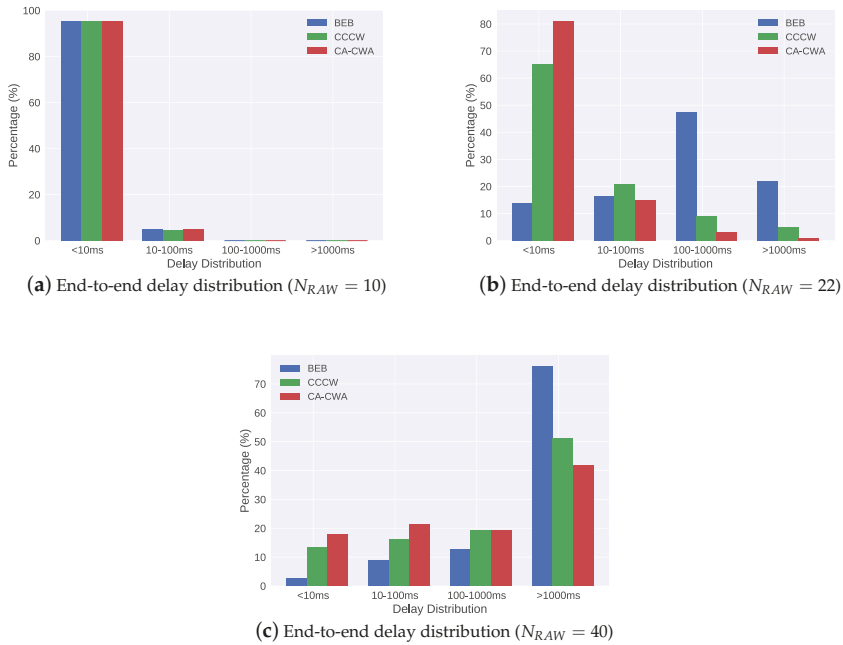 100
80
60
40
20
0
Percentage (%)
BEB
CCCW
CA-CWA
<10ms
10-100ms
100-1000ms
>1000ms
Delay Distribution
(a) End-to-end delay distribution (N_RAW = 10)
80
70
60
50
40
30
20
10
0
Percentage (%)
BEB
CCCW
CA-CWA
<10ms
10-100ms
100-1000ms
>1000ms
Delay Distribution
(b) End-to-end delay distribution (N_RAW = 22)
70
60
50
40
30
20
10
0
Percentage (%)
BEB
CCCW
CA-CWA
<10ms
10-100ms
100-1000ms
>1000ms
Delay Distribution
(c) End-to-end delay distribution (N_RAW = 40)